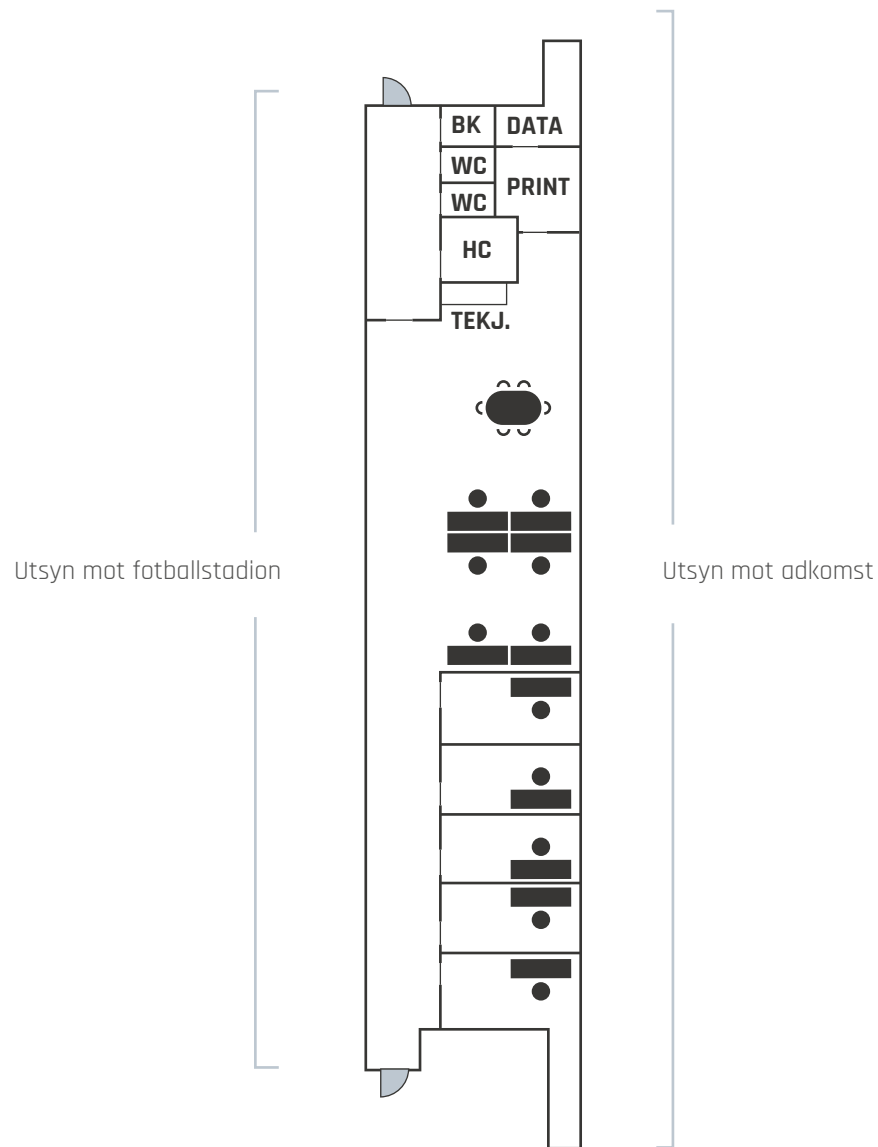 BK
DATA
WC
PRINT
WC
HC
TEKJ.
Utsyn mot fotballstadion
Utsyn mot adkomst